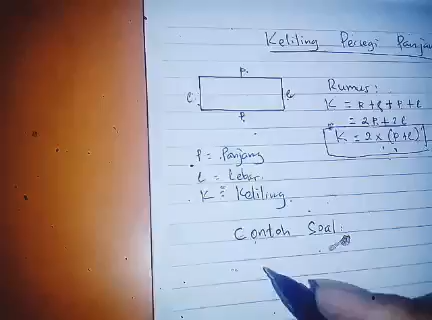 Keliling Persegi Panjang
P.
l
l
P.
Rumus:
K = P + l + P + l
= 2P + 2l
K = 2 x (P + l)
P = Panjang
l = Lebar.
K = Keliling.
Contoh Soal.